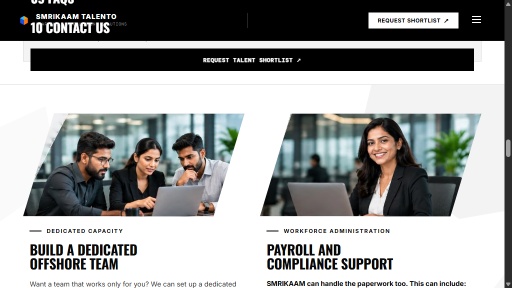 09 FAQS
SMRIKAAM TALENTO
10 CONTACT US
REQUEST SHORTLIST ↗
REQUEST TALENT SHORTLIST ↗
DEDICATED CAPACITY
BUILD A DEDICATED
OFFSHORE TEAM
Want a team that works only for you? We can set up a dedicated
WORKFORCE ADMINISTRATION
PAYROLL AND
COMPLIANCE SUPPORT
SMRIKAAM can handle the paperwork too. This can include: